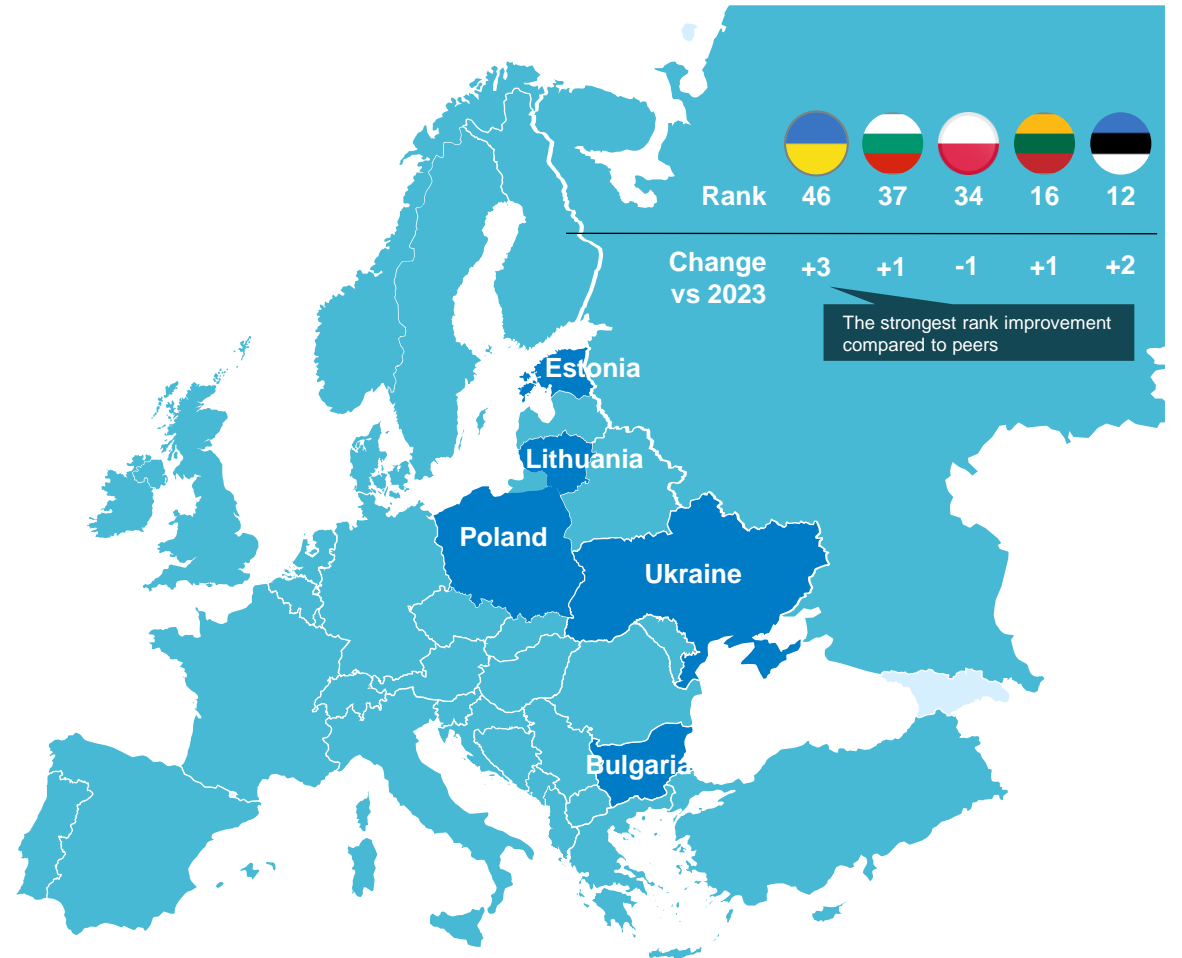 Rank 46 37 34 16 12
Change
vs 2023
+3 +1 -1 +1 +2
The strongest rank improvement
compared to peers
Estonia
Lithuania
Poland
Ukraine
Bulgaria